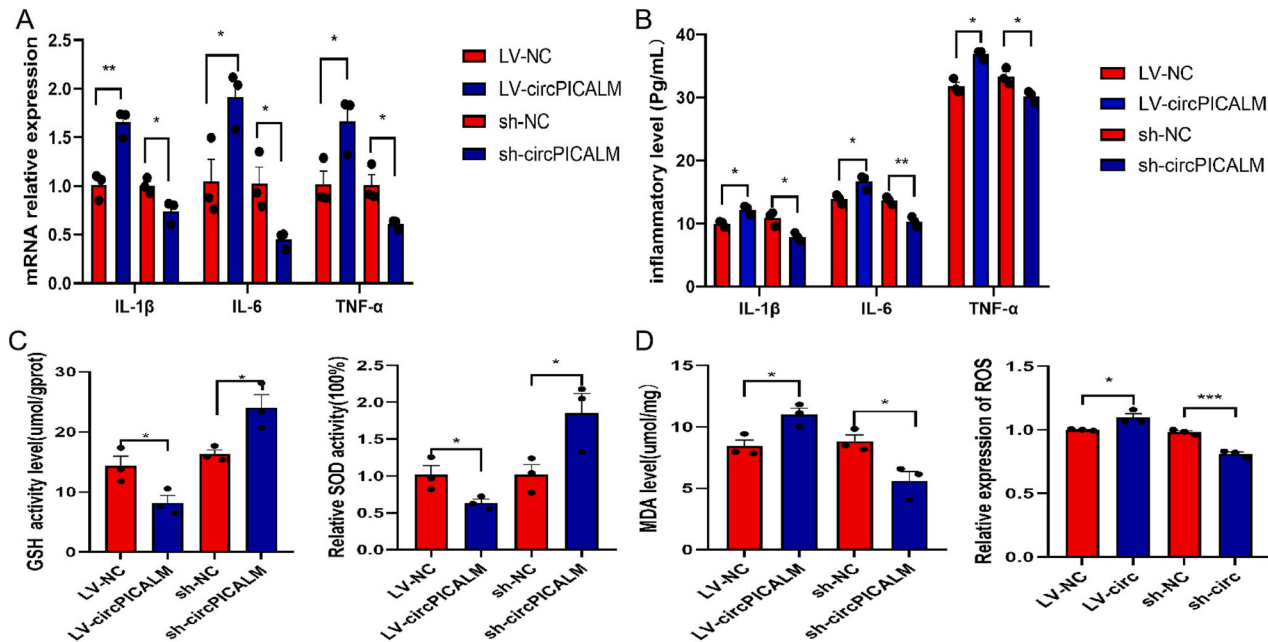 A
mRNA relative expression
2.5
2.0
1.5
1.0
0.5
0.0
**
*
*
*
*
*
IL-1β
IL-6
TNF-α
LV-NC
LV-circPICALM
sh-NC
sh-circPICALM
B
inflammatory level (Pg/mL)
40
30
20
10
0
*
*
*
**
*
*
IL-1β
IL-6
TNF-α
LV-NC
LV-circPICALM
sh-NC
sh-circPICALM
C
GSH activity level(umol/gprot)
30
20
10
0
*
*
LV-NC
LV-circPICALM
sh-NC
sh-circPICALM
Relative SOD activity(100%)
2.5
2.0
1.5
1.0
0.5
0.0
*
*
LV-NC
LV-circPICALM
sh-NC
sh-circPICALM
D
MDA level(umol/mg)
15
10
5
0
*
*
LV-NC
LV-circPICALM
sh-NC
sh-circPICALM
Relative expression of ROS
1.5
1.0
0.5
0.0
*
***
LV-NC
LV-circ
sh-NC
sh-circ